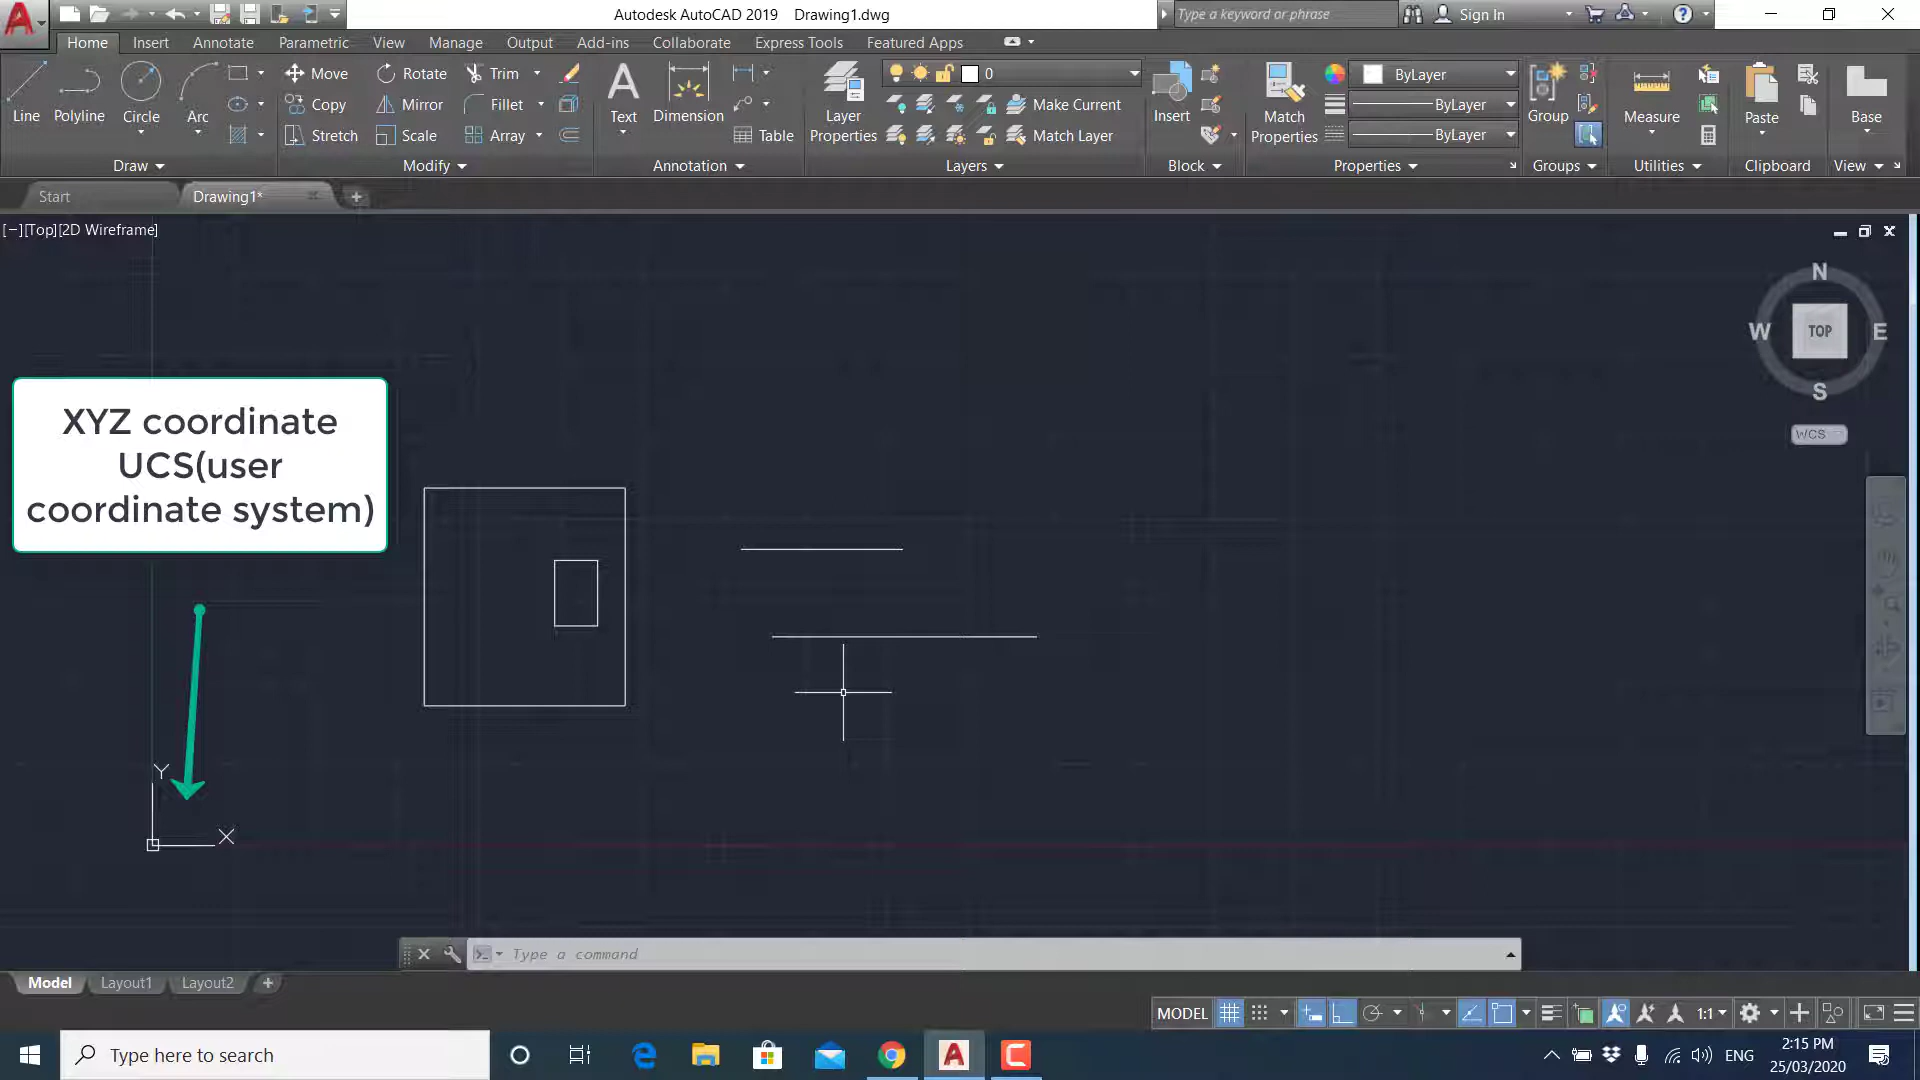 Autodesk AutoCAD 2019 Drawing1.dwg
Type a keyword or phrase
Sign In
Home Insert Annotate Parametric View Manage Output Add-ins Collaborate Express Tools Featured Apps
Line
Polyline
Circle
Arc
Draw
Move
Rotate
Trim
Copy
Mirror
Fillet
Stretch
Scale
Array
Modify
Text
Dimension
Table
Annotation
Layer Properties
0
Make Current
Match Layer
Layers
Insert
Block
Match Properties
ByLayer
ByLayer
ByLayer
Properties
Group
Groups
Measure
Utilities
Paste
Clipboard
Base
View
Start
Drawing1*
[−][Top][2D Wireframe]
N
W
TOP
E
S
WCS
XYZ coordinate
UCS(user
coordinate system)
Y
X
Type a command
Model Layout1 Layout2
MODEL
1:1
Type here to search
ENG
2:15 PM
25/03/2020